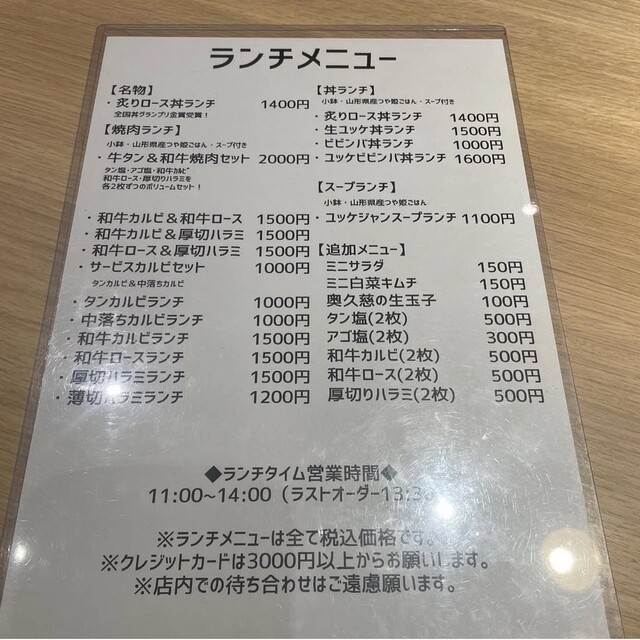 ランチメニュー
【名物】
・炙りロース丼ランチ 1400円
全国丼グランプリ金賞受賞！
【焼肉ランチ】
小鉢・山形県産つや姫ごはん・スープ付き
・牛タン＆和牛焼肉セット 2000円
タン塩・アゴ塩・和牛カルビ
和牛ロース・厚切りハラミを
各2枚ずつのボリュームセット！
・和牛カルビ＆和牛ロース 1500円
・和牛カルビ＆厚切ハラミ 1500円
・和牛ロース＆厚切ハラミ 1500円
・サービスカルビセット 1000円
タンカルビ＆中落ちカルビ
・タンカルビランチ 1000円
・中落ちカルビランチ 1000円
・和牛カルビランチ 1500円
・和牛ロースランチ 1500円
・厚切ハラミランチ 1500円
・薄切ハラミランチ 1200円
【丼ランチ】
小鉢・山形県産つや姫ごはん・スープ付き
・炙りロース丼ランチ 1400円
・生ユッケ丼ランチ 1500円
・ビビンバ丼ランチ 1000円
・ユッケビビンバ丼ランチ 1600円
【スープランチ】
小鉢・山形県産つや姫ごはん
・ユッケジャンスープランチ 1100円
【追加メニュー】
ミニサラダ 150円
ミニ白菜キムチ 150円
奥久慈の生玉子 100円
タン塩(2枚) 500円
アゴ塩(2枚) 300円
和牛カルビ(2枚) 500円
和牛ロース(2枚) 500円
厚切りハラミ(2枚) 500円
◆ランチタイム営業時間◆
11:00~14:00（ラストオーダー13:30
※ランチメニューは全て税込価格です。
※クレジットカードは3000円以上からお願いします。
※店内での待ち合わせはご遠慮願います。